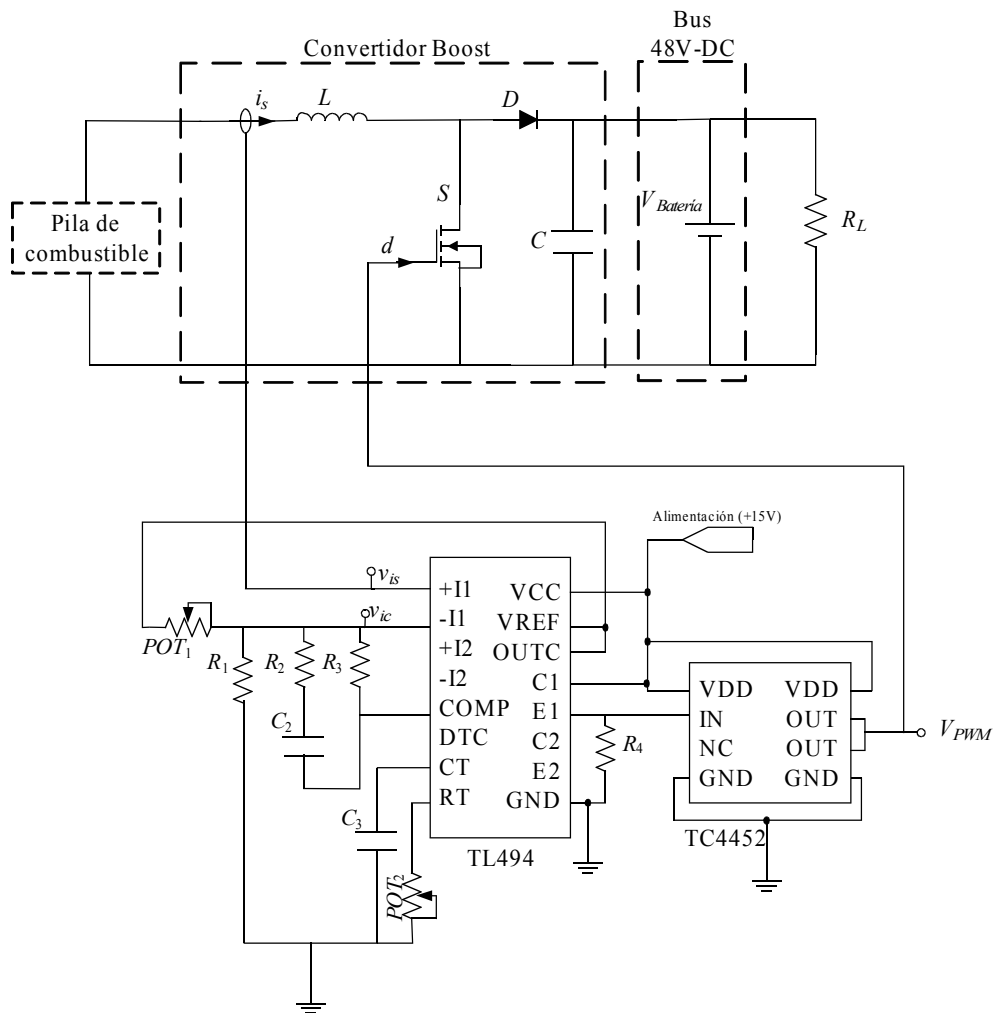 Bus
48V-DC
Convertidor Boost
i_s
L
D
Pila de
combustible
S
d
C
V_Batería
R_L
Alimentación (+15V)
v_is
v_ic
POT_1
R_1
R_2
R_3
C_2
C_3
POT_2
+I1
-I1
+I2
-I2
COMP
DTC
CT
RT
VCC
VREF
OUTC
C1
E1
C2
E2
GND
TL494
R_4
VDD
IN
NC
GND
VDD
OUT
OUT
GND
TC4452
V_PWM